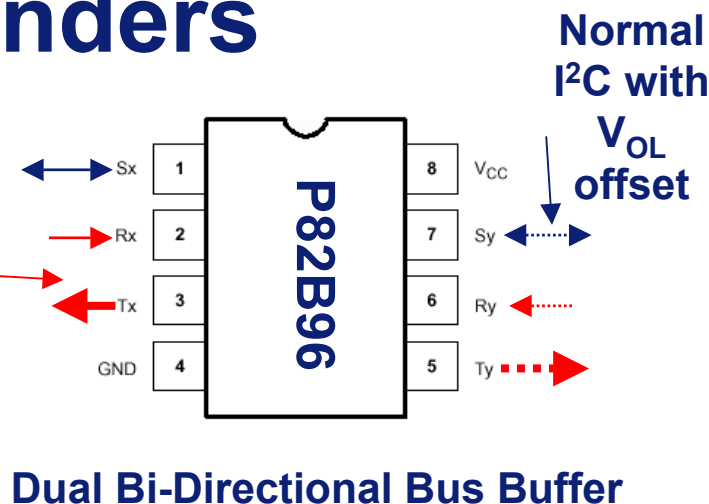 nders
Normal
I²C with
V_OL
offset
Sx 1 8 V_CC
Rx 2 7 Sy
Tx 3 6 Ry
GND 4 5 Ty
P82B96
Dual Bi-Directional Bus Buffer